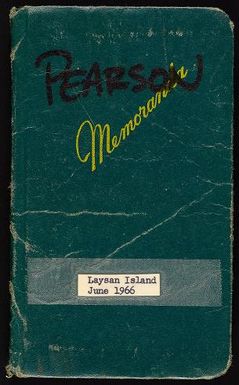 PEARSON
Memoranda
Laysan Island
June 1966